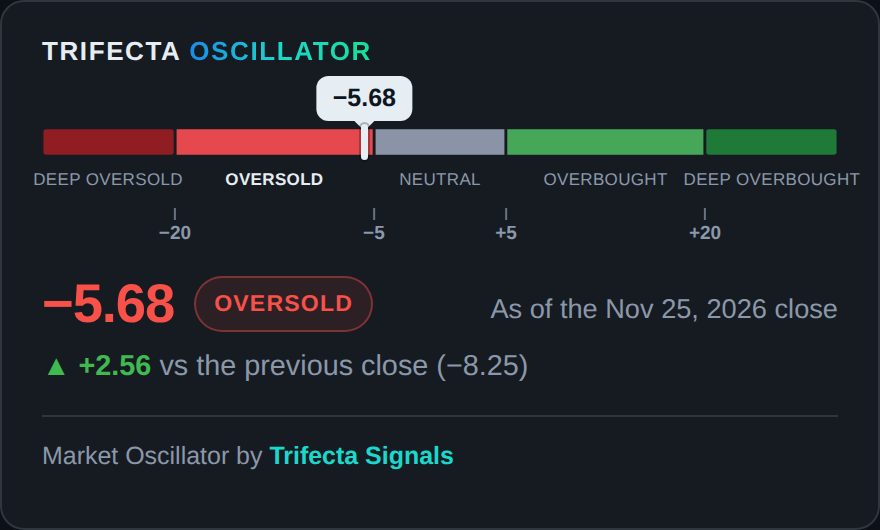 TRIFECTA OSCILLATOR
−5.68
DEEP OVERSOLD OVERSOLD NEUTRAL OVERBOUGHT DEEP OVERBOUGHT
−20 −5 +5 +20
−5.68 OVERSOLD As of the Nov 25, 2026 close
▲ +2.56 vs the previous close (−8.25)
Market Oscillator by Trifecta Signals